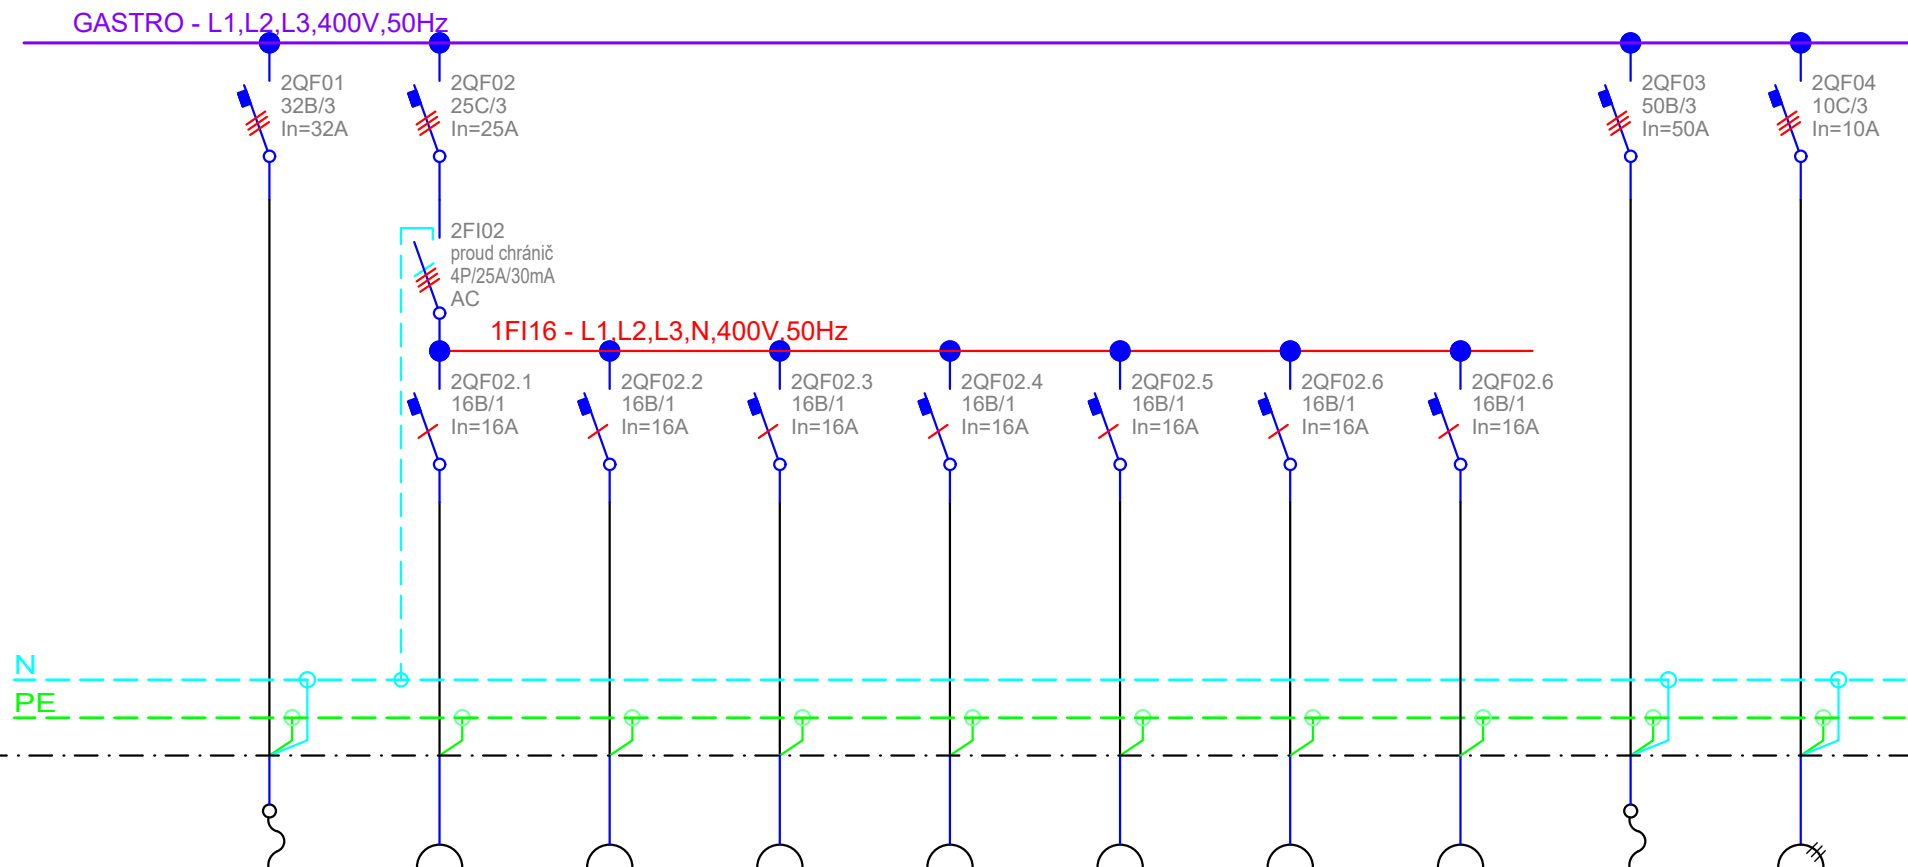 GASTRO - L1,L2,L3,400V,50Hz
2QF01
32B/3
In=32A
2QF02
25C/3
In=25A
2QF03
50B/3
In=50A
2QF04
10C/3
In=10A
2FI02
proud chránič
4P/25A/30mA
AC
1FI16 - L1,L2,L3,N,400V,50Hz
2QF02.1
16B/1
In=16A
2QF02.2
16B/1
In=16A
2QF02.3
16B/1
In=16A
2QF02.4
16B/1
In=16A
2QF02.5
16B/1
In=16A
2QF02.6
16B/1
In=16A
2QF02.6
16B/1
In=16A
N
PE